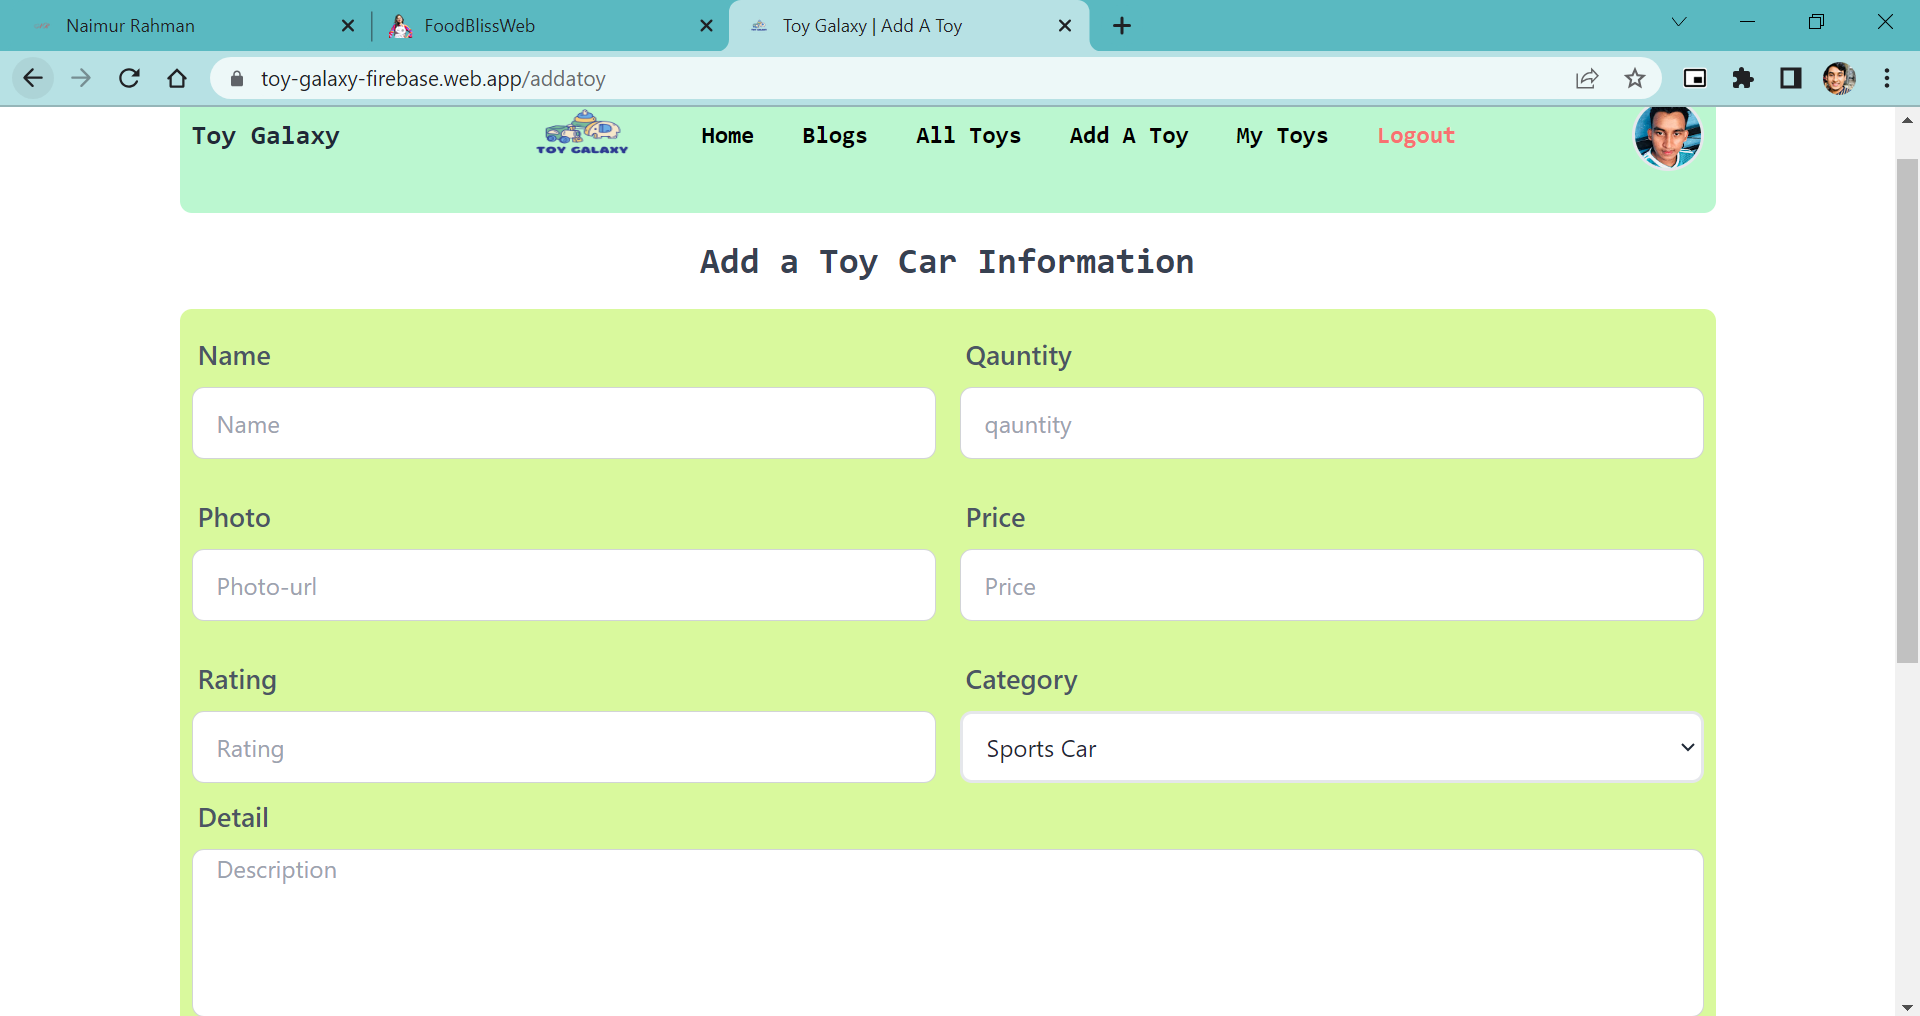 Naimur Rahman
FoodBlissWeb
Toy Galaxy | Add A Toy
toy-galaxy-firebase.web.app/addatoy
Toy Galaxy
TOY GALAXY
Home
Blogs
All Toys
Add A Toy
My Toys
Logout
Add a Toy Car Information
Name
Qauntity
Name
qauntity
Photo
Price
Photo-url
Price
Rating
Category
Rating
Sports Car
Detail
Description